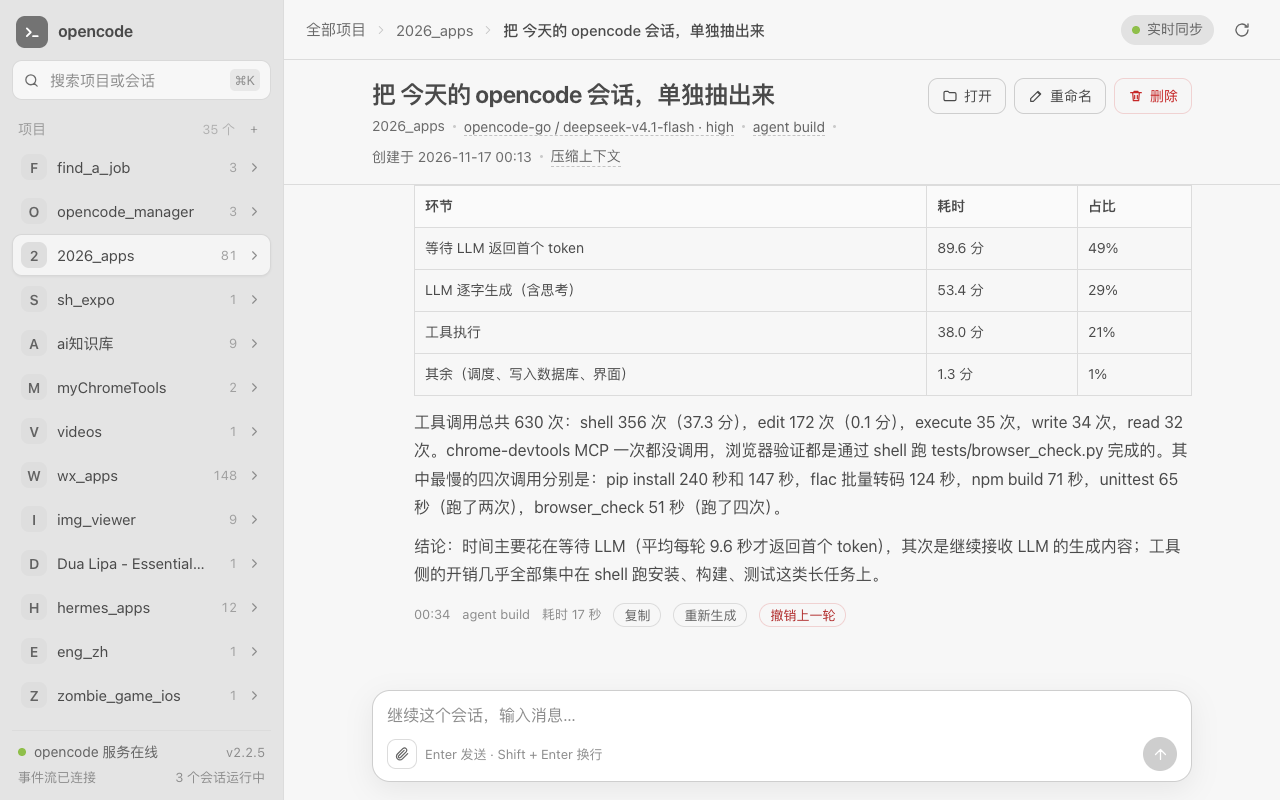 opencode
搜索项目或会话 ⌘K
项目 35 个 +
F find_a_job 3
O opencode_manager 3
2 2026_apps 81
S sh_expo 1
A ai知识库 9
M myChromeTools 2
V videos 1
W wx_apps 148
I img_viewer 9
D Dua Lipa - Essential... 1
H hermes_apps 12
E eng_zh 1
Z zombie_game_ios 1
opencode 服务在线 v2.2.5
事件流已连接 3 个会话运行中
全部项目 2026_apps 把 今天的 opencode 会话，单独抽出来
实时同步
把 今天的 opencode 会话，单独抽出来
打开 重命名 删除
2026_apps · opencode-go / deepseek-v4.1-flash · high · agent build ·
创建于 2026-11-17 00:13 · 压缩上下文
环节 耗时 占比
等待 LLM 返回首个 token 89.6 分 49%
LLM 逐字生成（含思考） 53.4 分 29%
工具执行 38.0 分 21%
其余（调度、写入数据库、界面） 1.3 分 1%
工具调用总共 630 次：shell 356 次（37.3 分），edit 172 次（0.1 分），execute 35 次，write 34 次，read 32
次。chrome-devtools MCP 一次都没调用，浏览器验证都是通过 shell 跑 tests/browser_check.py 完成的。其
中最慢的四次调用分别是：pip install 240 秒和 147 秒，flac 批量转码 124 秒，npm build 71 秒，unittest 65
秒（跑了两次），browser_check 51 秒（跑了四次）。
结论：时间主要花在等待 LLM（平均每轮 9.6 秒才返回首个 token），其次是继续接收 LLM 的生成内容；工具
侧的开销几乎全部集中在 shell 跑安装、构建、测试这类长任务上。
00:34 agent build 耗时 17 秒 复制 重新生成 撤销上一轮
继续这个会话，输入消息...
Enter 发送 · Shift + Enter 换行